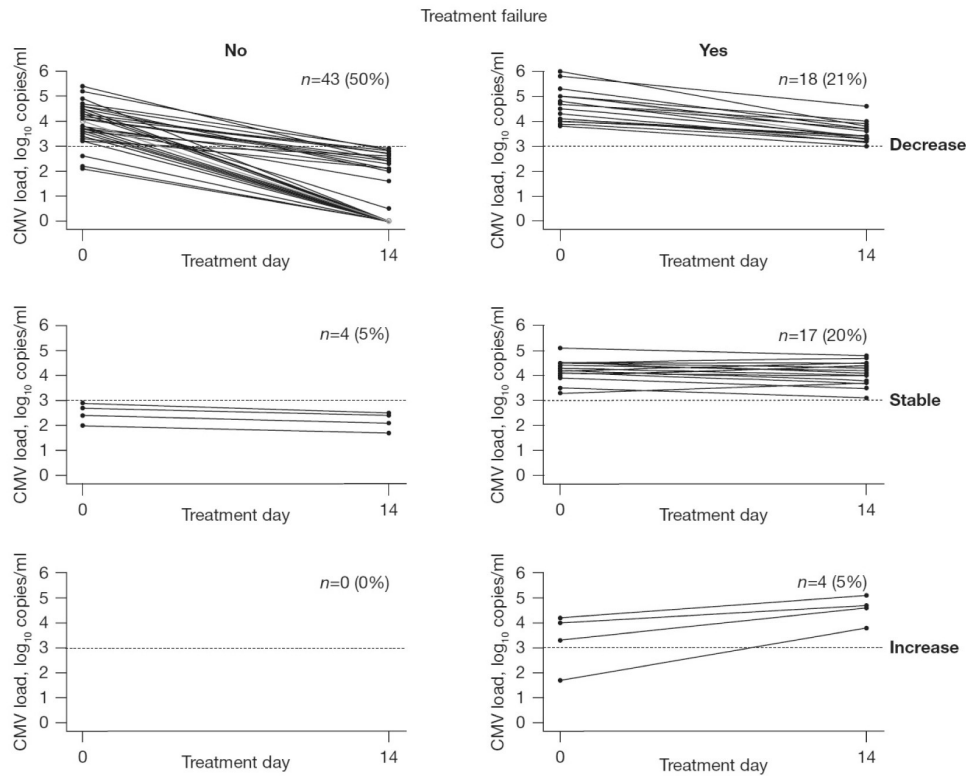 Treatment failure
No
Yes
n=43 (50%)
6
5
4
3
2
1
0
CMV load, log10 copies/ml
0
14
Treatment day
n=18 (21%)
6
5
4
3
2
1
0
CMV load, log10 copies/ml
0
14
Treatment day
Decrease
n=4 (5%)
6
5
4
3
2
1
0
CMV load, log10 copies/ml
0
14
Treatment day
n=17 (20%)
6
5
4
3
2
1
0
CMV load, log10 copies/ml
0
14
Treatment day
Stable
n=0 (0%)
6
5
4
3
2
1
0
CMV load, log10 copies/ml
0
14
Treatment day
n=4 (5%)
6
5
4
3
2
1
0
CMV load, log10 copies/ml
0
14
Treatment day
Increase